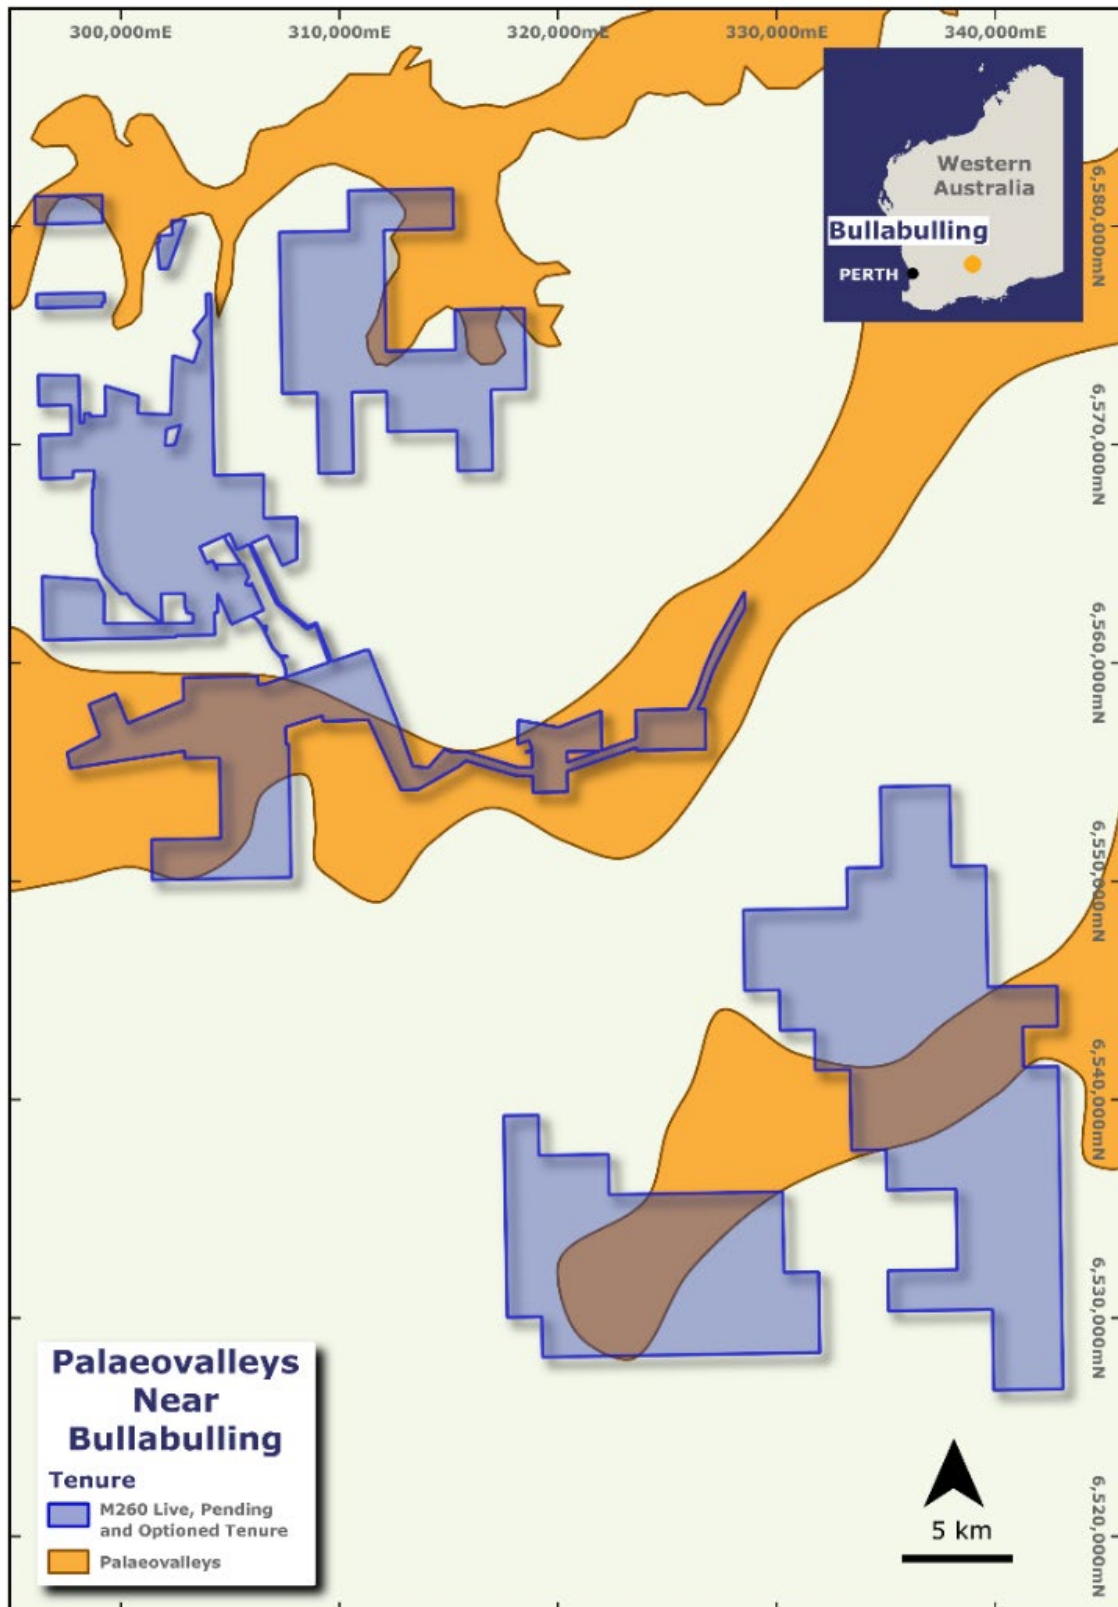 300,000mE
310,000mE
320,000mE
330,000mE
340,000mE
Western
Australia
Bullabulling
PERTH
6,580,000mN
6,570,000mN
6,560,000mN
6,550,000mN
6,540,000mN
6,530,000mN
6,520,000mN
Palaeovalleys
Near
Bullabulling
Tenure
M260 Live, Pending
and Optioned Tenure
Palaeovalleys
5 km